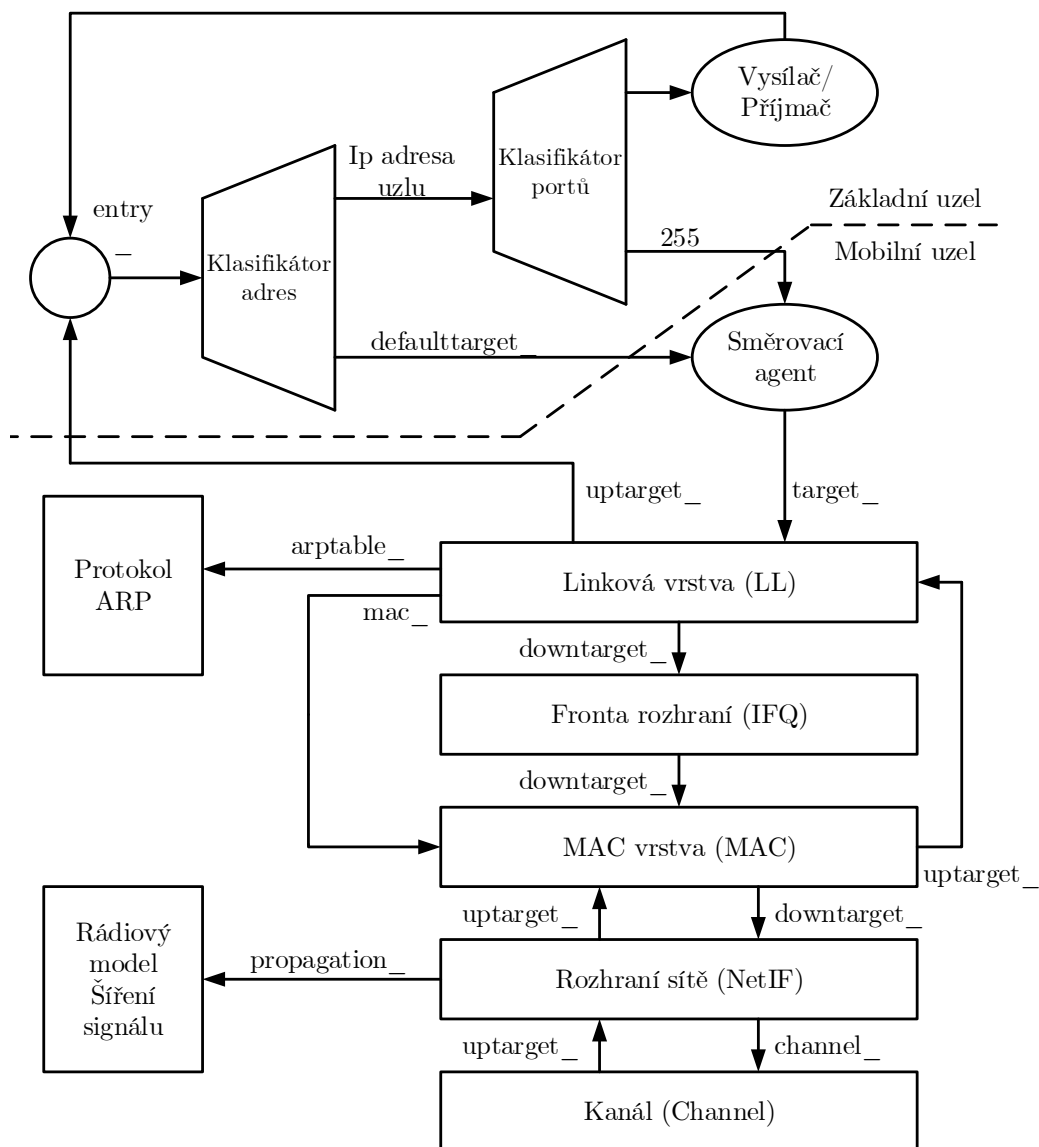 Vysílač/
Příjmač
Ip adresa
uzlu
Klasifikátor
portů
entry
_
Klasifikátor
adres
255
Základní uzel
Mobilní uzel
defaulttarget_
Směrovací
agent
uptarget_
target_
Protokol
ARP
arptable_
mac_
Linková vrstva (LL)
downtarget_
Fronta rozhraní (IFQ)
downtarget_
MAC vrstva (MAC)
uptarget_
uptarget_
downtarget_
Rádiový
model
Šíření
signálu
propagation_
Rozhraní sítě (NetIF)
uptarget_
channel_
Kanál (Channel)